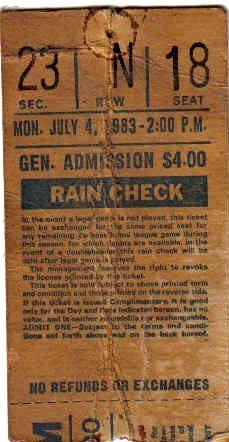 23 N 18
SEC. ROW SEAT
MON. JULY 4, 1983-2:00 P.M.
GEN. ADMISSION $4.00
RAIN CHECK
In the event a legal game is not played, this ticket
can be exchanged for the same priced seat for
any remaining Yankees home league game during
this season, for which tickets are available. In the
event of a doubleheader this rain check will be
void after legal game is played.
The management reserves the right to revoke
the license granted by this ticket.
This ticket is sold subject to above printed term
and condition and those printed on the reverse side.
If this ticket is issued Complimentary, it is good
only for the Day and Date indicated hereon, has no
value, and is neither redeemable nor exchangeable.
ADMIT ONE—Subject to the terms and condi-
tions set forth above and on the back hereof.
NO REFUNDS OR EXCHANGES